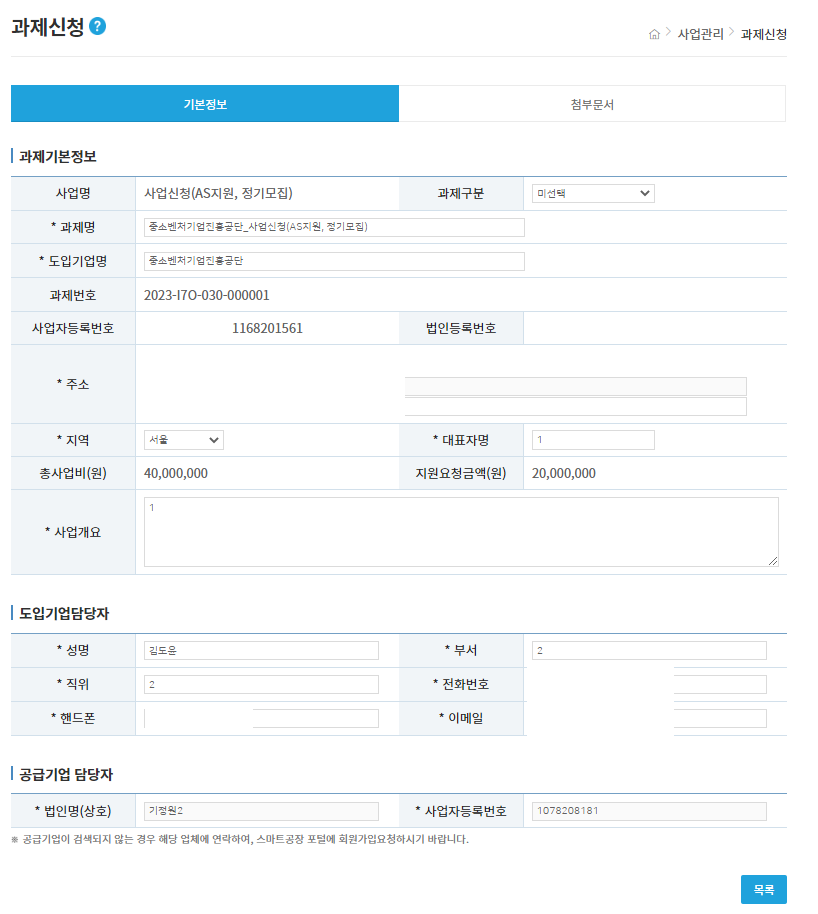 과제신청 ?
사업관리 과제신청
기본정보 첨부문서
과제기본정보
사업명 사업신청(AS지원, 정기모집) 과제구분 미선택
* 과제명 중소벤처기업진흥공단_사업신청(AS지원, 정기모집)
* 도입기업명 중소벤처기업진흥공단
과제번호 2023-I7O-030-000001
사업자등록번호 1168201561 법인등록번호
* 주소
* 지역 서울 * 대표자명 1
총사업비(원) 40,000,000 지원요청금액(원) 20,000,000
* 사업개요 1
도입기업담당자
* 성명 김도윤 * 부서 2
* 직위 2 * 전화번호
* 핸드폰 * 이메일
공급기업 담당자
* 법인명(상호) 기정원2 * 사업자등록번호 1078208181
※ 공급기업이 검색되지 않는 경우 해당 업체에 연락하여, 스마트공장 포털에 회원가입요청하시기 바랍니다.
목록